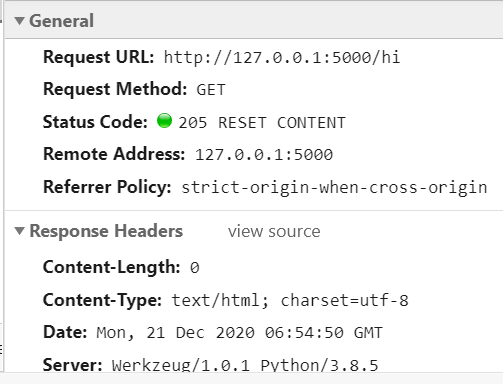 General
Request URL: http://127.0.0.1:5000/hi
Request Method: GET
Status Code: 205 RESET CONTENT
Remote Address: 127.0.0.1:5000
Referrer Policy: strict-origin-when-cross-origin
Response Headers view source
Content-Length: 0
Content-Type: text/html; charset=utf-8
Date: Mon, 21 Dec 2020 06:54:50 GMT
Server: Werkzeug/1.0.1 Python/3.8.5